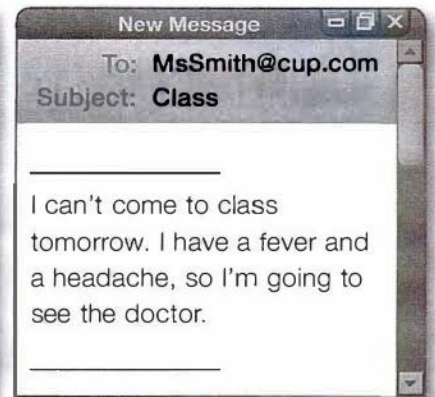 New Message
To: MsSmith@cup.com
Subject: Class
I can't come to class
tomorrow. I have a fever and
a headache, so I'm going to
see the doctor.